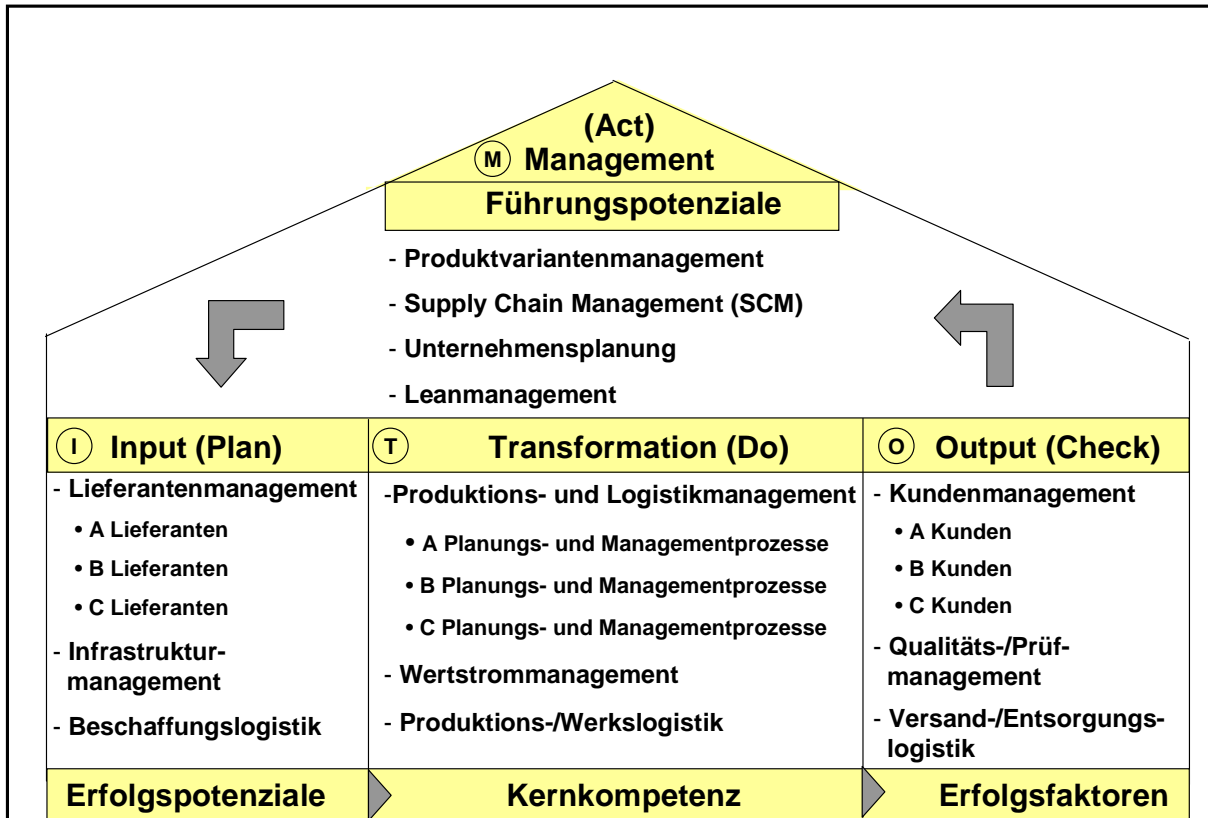 (Act)
M Management
Führungspotenziale
- Produktvariantenmanagement
- Supply Chain Management (SCM)
- Unternehmensplanung
- Leanmanagement
I Input (Plan)
- Lieferantenmanagement
• A Lieferanten
• B Lieferanten
• C Lieferanten
- Infrastruktur-
management
- Beschaffungslogistik
Erfolgspotenziale
T Transformation (Do)
-Produktions- und Logistikmanagement
• A Planungs- und Managementprozesse
• B Planungs- und Managementprozesse
• C Planungs- und Managementprozesse
- Wertstrommanagement
- Produktions-/Werkslogistik
Kernkompetenz
O Output (Check)
- Kundenmanagement
• A Kunden
• B Kunden
• C Kunden
- Qualitäts-/Prüf-
management
- Versand-/Entsorgungs-
logistik
Erfolgsfaktoren